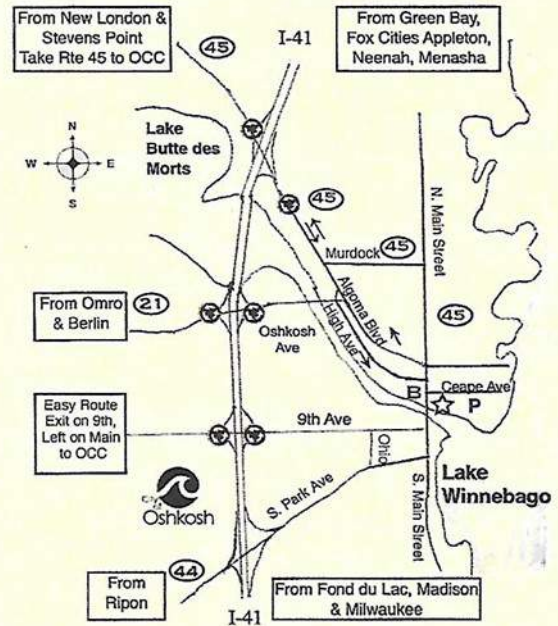 From New London &
Stevens Point
Take Rte 45 to OCC
45
I-41
From Green Bay,
Fox Cities Appleton,
Neenah, Menasha
N
W E
S
Lake
Butte des
Morts
45
Murdock
45
N. Main Street
From Omro
& Berlin
21
Oshkosh
Ave
High Ave
Algoma Blvd
45
B
Ceape Ave
P
Easy Route
Exit on 9th,
Left on Main
to OCC
9th Ave
Ohio
Oshkosh
S. Park Ave
S. Main Street
Lake
Winnebago
From
Ripon
44
I-41
From Fond du Lac, Madison
& Milwaukee